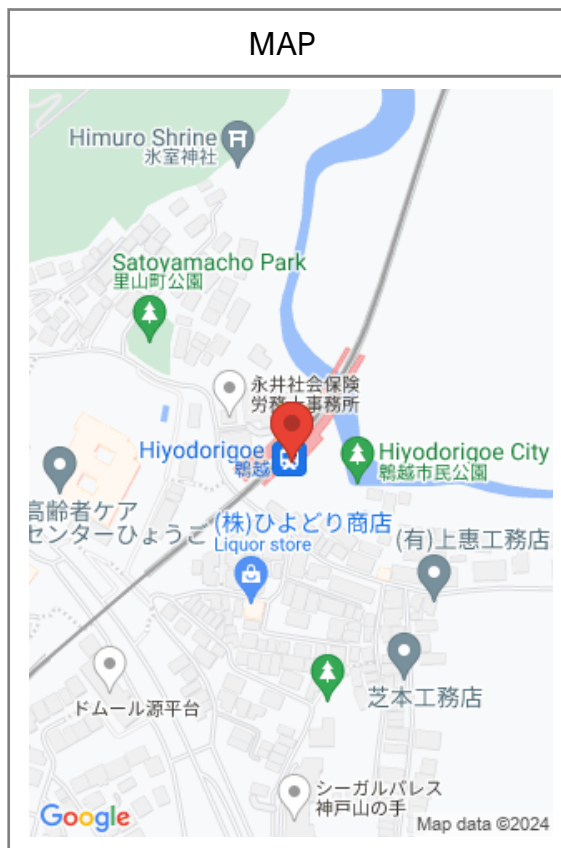 MAP
Himuro Shrine
氷室神社
Satoyamacho Park
里山町公園
永井社会保険
労務士事務所
Hiyodorigoe
鵯越
Hiyodorigoe City
鵯越市民公園
高齢者ケア
センターひょうご
(株)ひよどり商店
Liquor store
(有)上恵工務店
芝本工務店
ドムール源平台
シーガルパレス
神戸山の手
Google
Map data ©2024